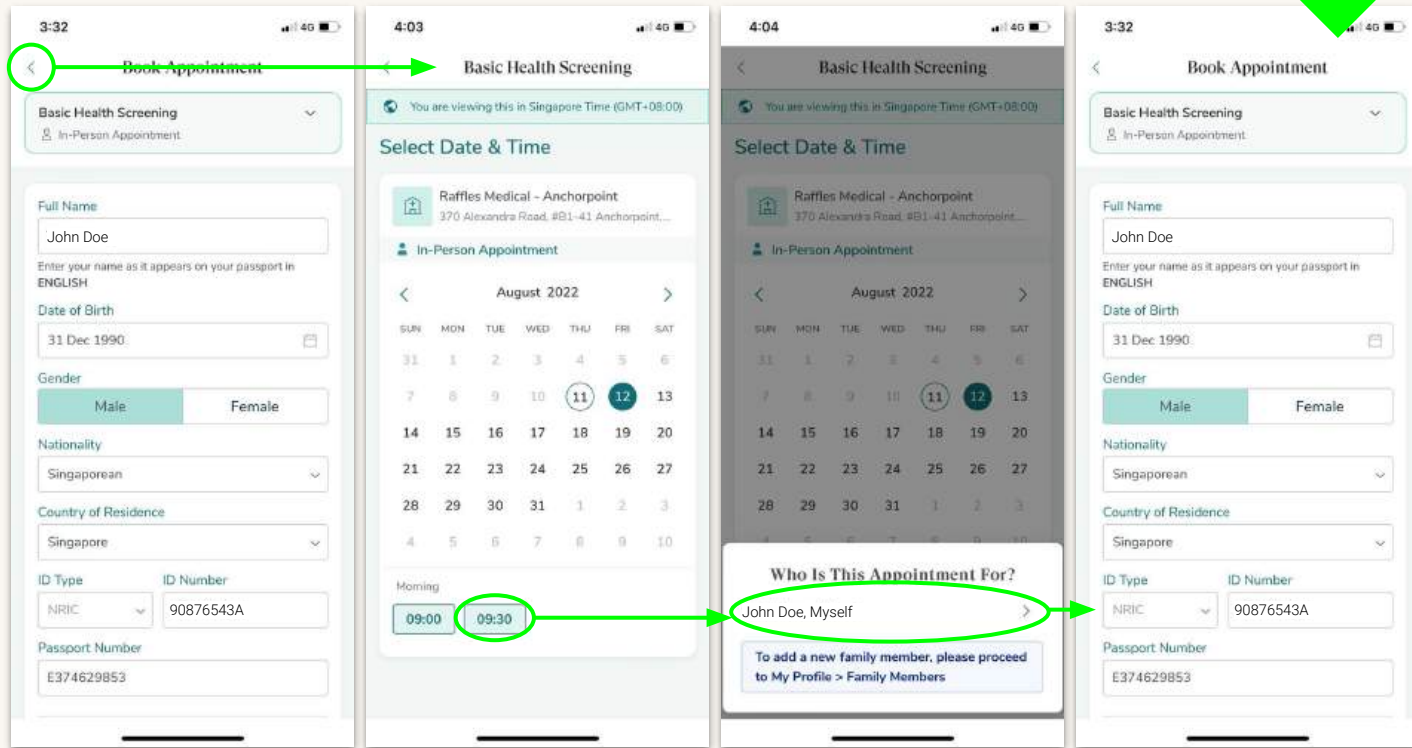 3:32
4G
Book Appointment
Basic Health Screening
In-Person Appointment
Full Name
John Doe
Enter your name as it appears on your passport in
ENGLISH
Date of Birth
31 Dec 1990
Gender
Male Female
Nationality
Singaporean
Country of Residence
Singapore
ID Type ID Number
NRIC 90876543A
Passport Number
E374629853
4:03
4G
Basic Health Screening
You are viewing this in Singapore Time (GMT+08:00)
Select Date & Time
Raffles Medical - Anchorpoint
370 Alexandra Road, #B1-41 Anchorpoint,...
In-Person Appointment
August 2022
SUN MON TUE WED THU FRI SAT
31 1 2 3 4 5 6
7 8 9 10 11 12 13
14 15 16 17 18 19 20
21 22 23 24 25 26 27
28 29 30 31 1 2 3
4 5 6 7 8 9 10
Morning
09:00 09:30
4:04
4G
Basic Health Screening
You are viewing this in Singapore Time (GMT+08:00)
Select Date & Time
Raffles Medical - Anchorpoint
370 Alexandra Road, #B1-41 Anchorpoint,...
In-Person Appointment
August 2022
SUN MON TUE WED THU FRI SAT
31 1 2 3 4 5 6
7 8 9 10 11 12 13
14 15 16 17 18 19 20
21 22 23 24 25 26 27
28 29 30 31 1 2 3
Who Is This Appointment For?
John Doe, Myself
To add a new family member, please proceed
to My Profile > Family Members
3:32
4G
Book Appointment
Basic Health Screening
In-Person Appointment
Full Name
John Doe
Enter your name as it appears on your passport in
ENGLISH
Date of Birth
31 Dec 1990
Gender
Male Female
Nationality
Singaporean
Country of Residence
Singapore
ID Type ID Number
NRIC 90876543A
Passport Number
E374629853